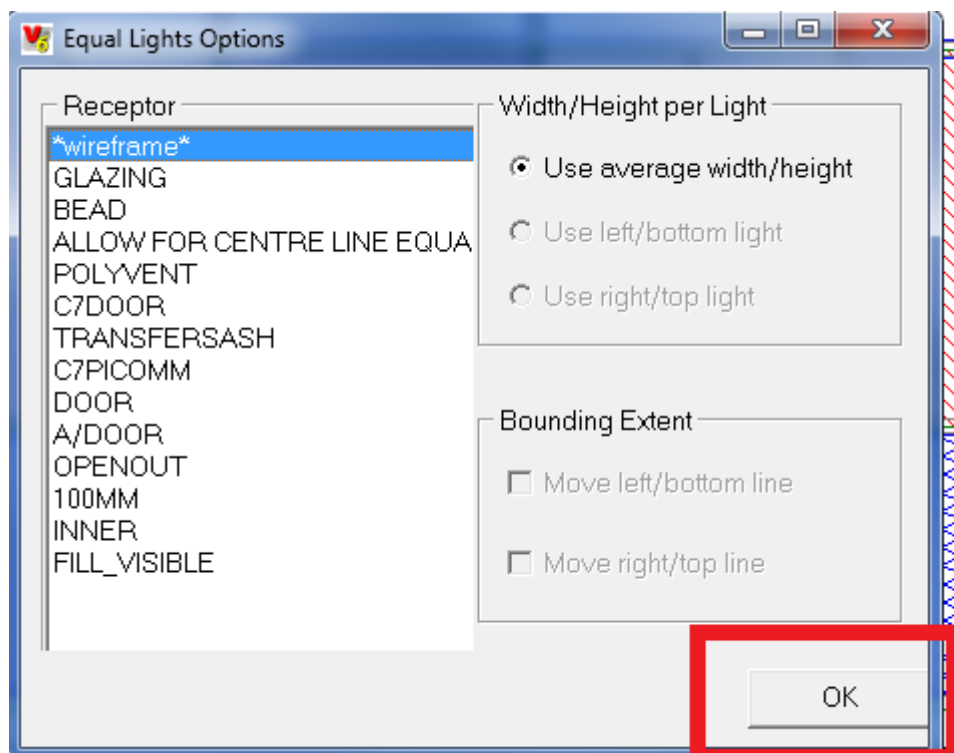 Equal Lights Options
Receptor
*wireframe*
GLAZING
BEAD
ALLOW FOR CENTRE LINE EQUA
POLYVENT
C7DOOR
TRANSFERSASH
C7PICOMM
DOOR
A/DOOR
OPENOUT
100MM
INNER
FILL_VISIBLE
Width/Height per Light
Use average width/height
Use left/bottom light
Use right/top light
Bounding Extent
Move left/bottom line
Move right/top line
OK